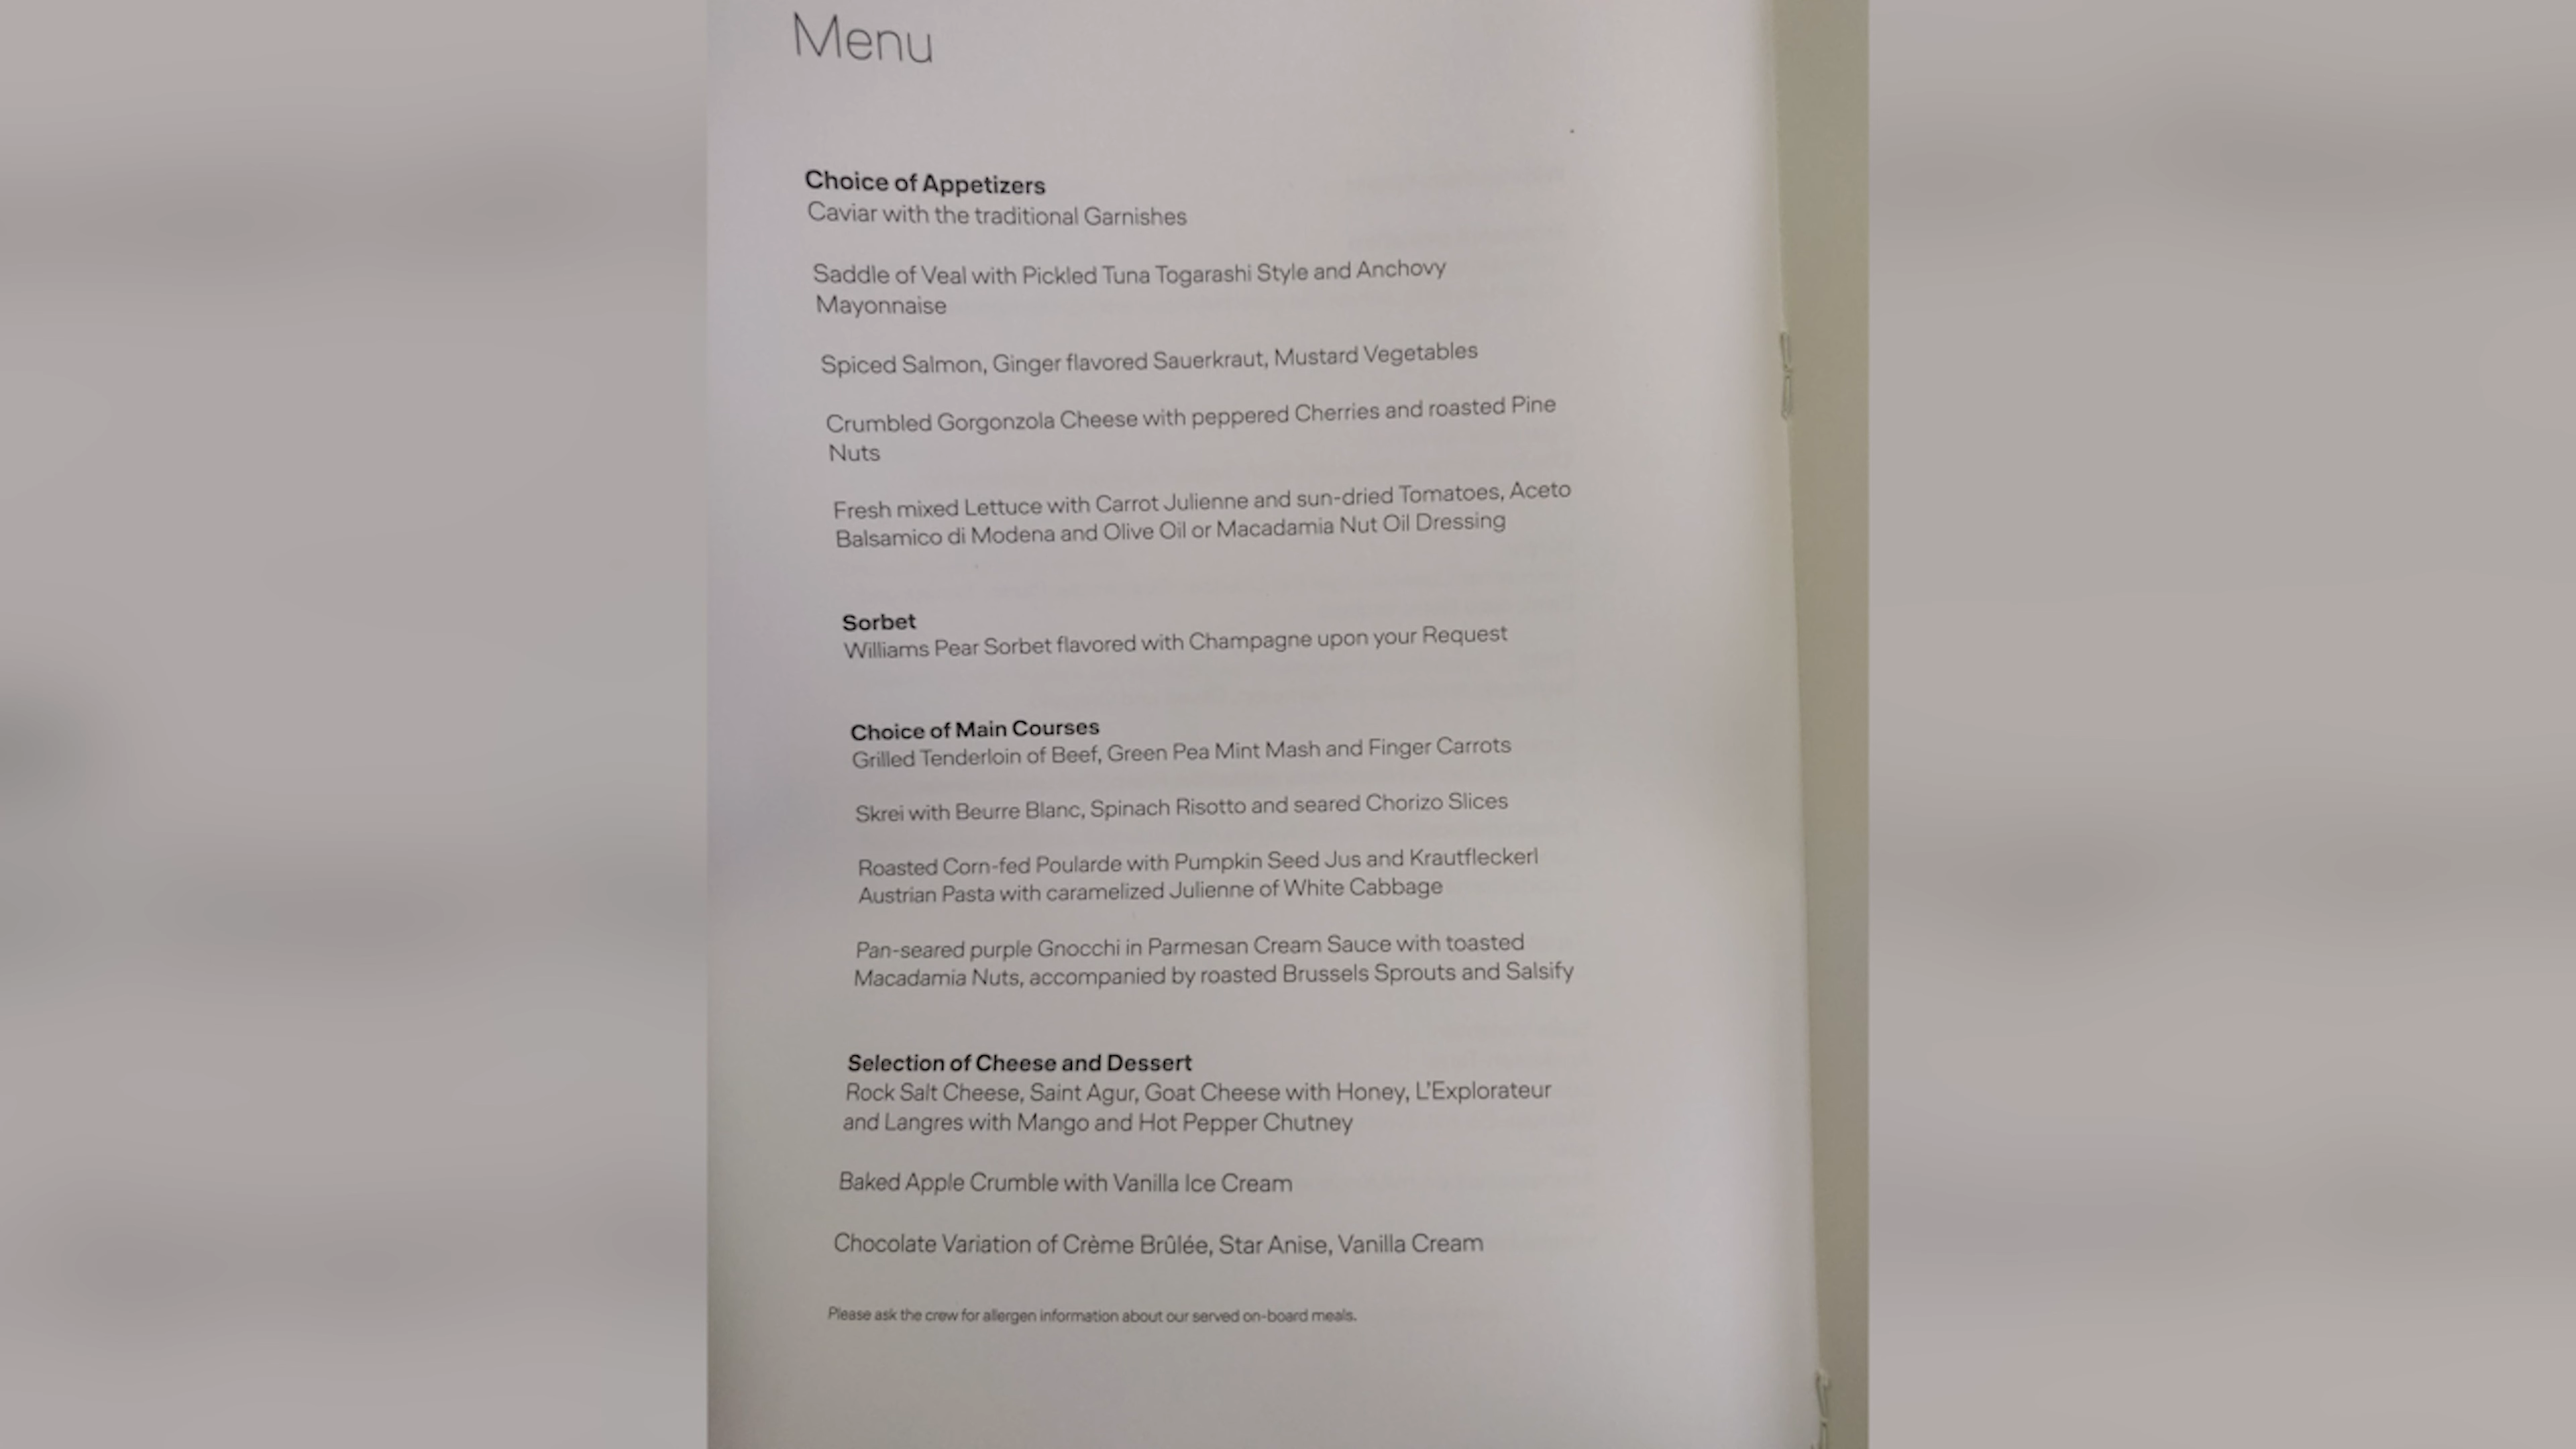 Menu
Choice of Appetizers
Caviar with the traditional Garnishes
Saddle of Veal with Pickled Tuna Togarashi Style and Anchovy
Mayonnaise
Spiced Salmon, Ginger flavored Sauerkraut, Mustard Vegetables
Crumbled Gorgonzola Cheese with peppered Cherries and roasted Pine
Nuts
Fresh mixed Lettuce with Carrot Julienne and sun-dried Tomatoes, Aceto
Balsamico di Modena and Olive Oil or Macadamia Nut Oil Dressing
Sorbet
Williams Pear Sorbet flavored with Champagne upon your Request
Choice of Main Courses
Grilled Tenderloin of Beef, Green Pea Mint Mash and Finger Carrots
Skrei with Beurre Blanc, Spinach Risotto and seared Chorizo Slices
Roasted Corn-fed Poularde with Pumpkin Seed Jus and Krautfleckerl
Austrian Pasta with caramelized Julienne of White Cabbage
Pan-seared purple Gnocchi in Parmesan Cream Sauce with toasted
Macadamia Nuts, accompanied by roasted Brussels Sprouts and Salsify
Selection of Cheese and Dessert
Rock Salt Cheese, Saint Agur, Goat Cheese with Honey, L'Explorateur
and Langres with Mango and Hot Pepper Chutney
Baked Apple Crumble with Vanilla Ice Cream
Chocolate Variation of Crème Brûlée, Star Anise, Vanilla Cream
Please ask the crew for allergen information about our served on-board meals.